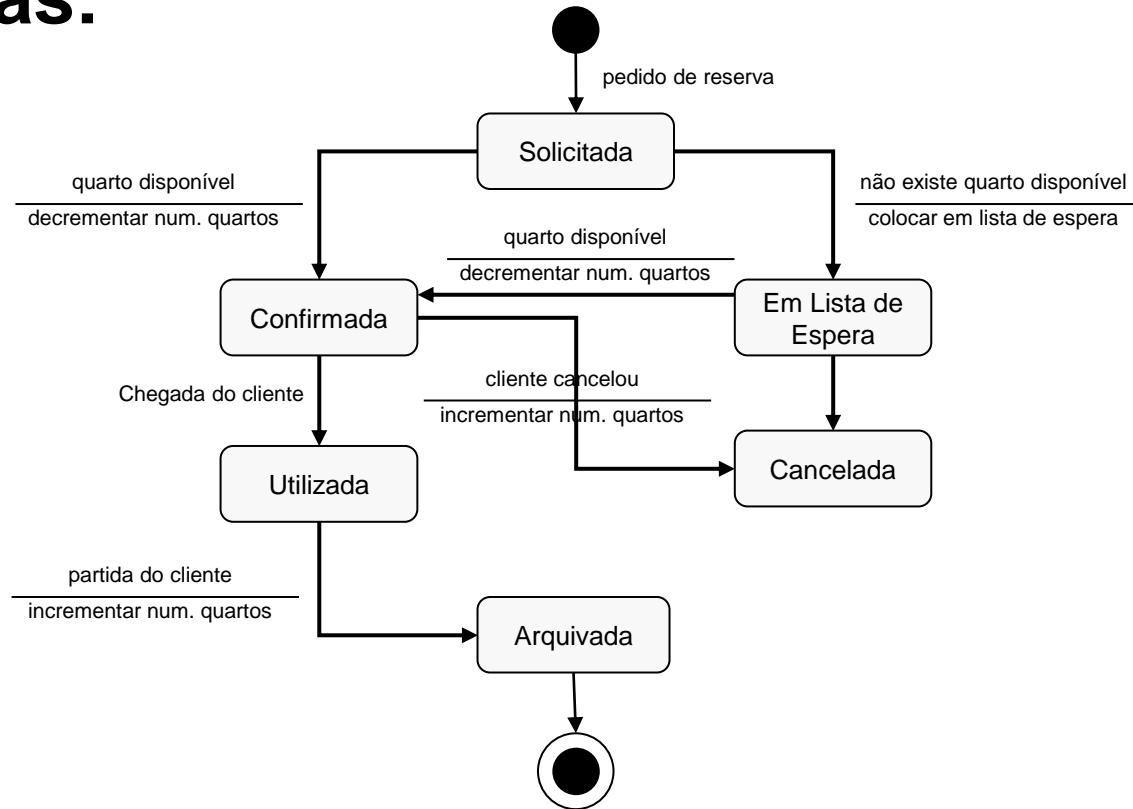 as:
pedido de reserva
Solicitada
quarto disponível
decrementar num. quartos
não existe quarto disponível
colocar em lista de espera
quarto disponível
decrementar num. quartos
Confirmada
Em Lista de
Espera
Chegada do cliente
cliente cancelou
incrementar num. quartos
Utilizada
Cancelada
partida do cliente
incrementar num. quartos
Arquivada